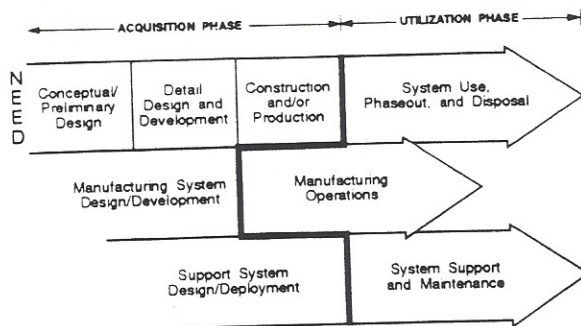 ACQUISITION PHASE
UTILIZATION PHASE
NEED
Conceptual/
Preliminary
Design
Detail
Design and
Development
Construction
and/or
Production
System Use,
Phaseout, and Disposal
Manufacturing System
Design/Development
Manufacturing
Operations
Support System
Design/Deployment
System Support
and Maintenance